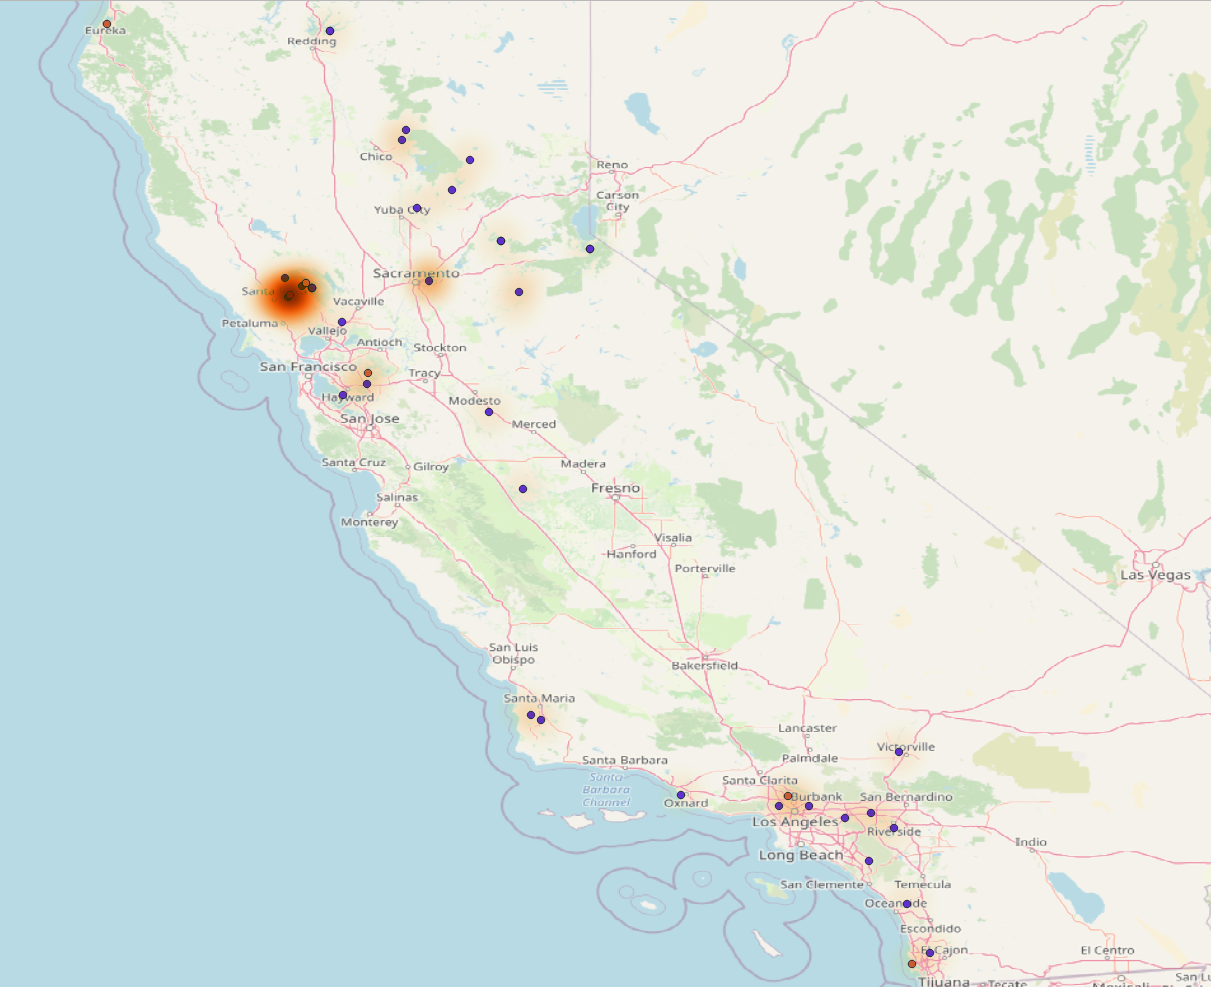 Eureka
Redding
Chico
Reno
Carson
City
Yuba City
Sacramento
Santa
Vacaville
Petaluma
Vallejo
Antioch
Stockton
San Francisco
Tracy
Hayward
Modesto
San Jose
Merced
Santa Cruz
Gilroy
Madera
Fresno
Salinas
Monterey
Visalia
Hanford
Porterville
Las Vegas
San Luis
Obispo
Bakersfield
Santa Maria
Lancaster
Victorville
Palmdale
Santa Barbara
Santa
Barbara
Channel
Santa Clarita
Oxnard
Burbank
San Bernardino
Los Angeles
Riverside
Indio
Long Beach
San Clemente
Temecula
Oceanside
Escondido
El Cajon
El Centro
Tijuana
Tecate
Mexicali
San Lu